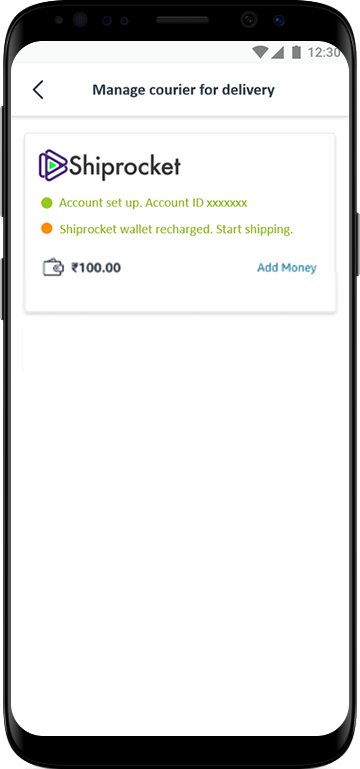 12:30
Manage courier for delivery
Shiprocket
Account set up. Account ID xxxxxxx
Shiprocket wallet recharged. Start shipping.
₹100.00 Add Money